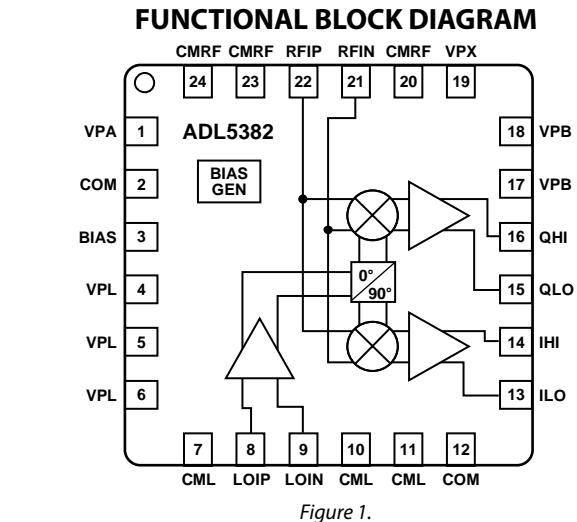 FUNCTIONAL BLOCK DIAGRAM
CMRF CMRF RFIP RFIN CMRF VPX
24 23 22 21 20 19
VPA 1 ADL5382 18 VPB
BIAS
GEN
COM 2 17 VPB
BIAS 3 16 QHI
0°
90°
VPL 4 15 QLO
VPL 5 14 IHI
VPL 6 13 ILO
7 8 9 10 11 12
CML LOIP LOIN CML CML COM
Figure 1.